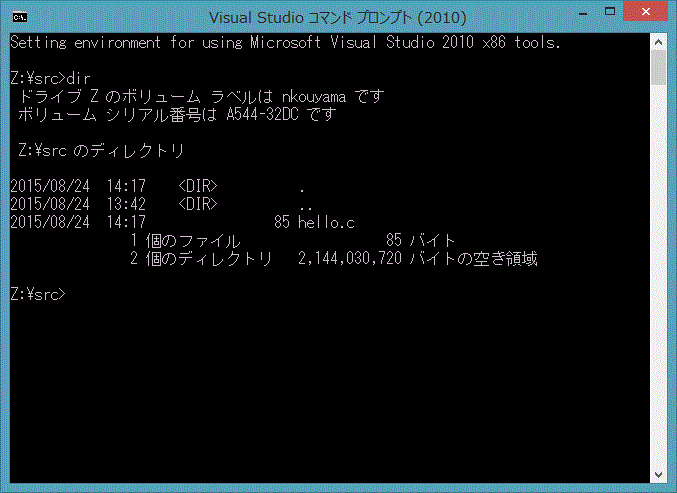 Visual Studio コマンド プロンプト (2010)
Setting environment for using Microsoft Visual Studio 2010 x86 tools.
Z:¥src>dir
ドライブ Z のボリューム ラベルは nkouyama です
ボリューム シリアル番号は A544-32DC です
Z:¥src のディレクトリ
2015/08/24  14:17    <DIR>          .
2015/08/24  13:42    <DIR>          ..
2015/08/24  14:17                85 hello.c
1 個のファイル                  85 バイト
2 個のディレクトリ   2,144,030,720 バイトの空き領域
Z:¥src>